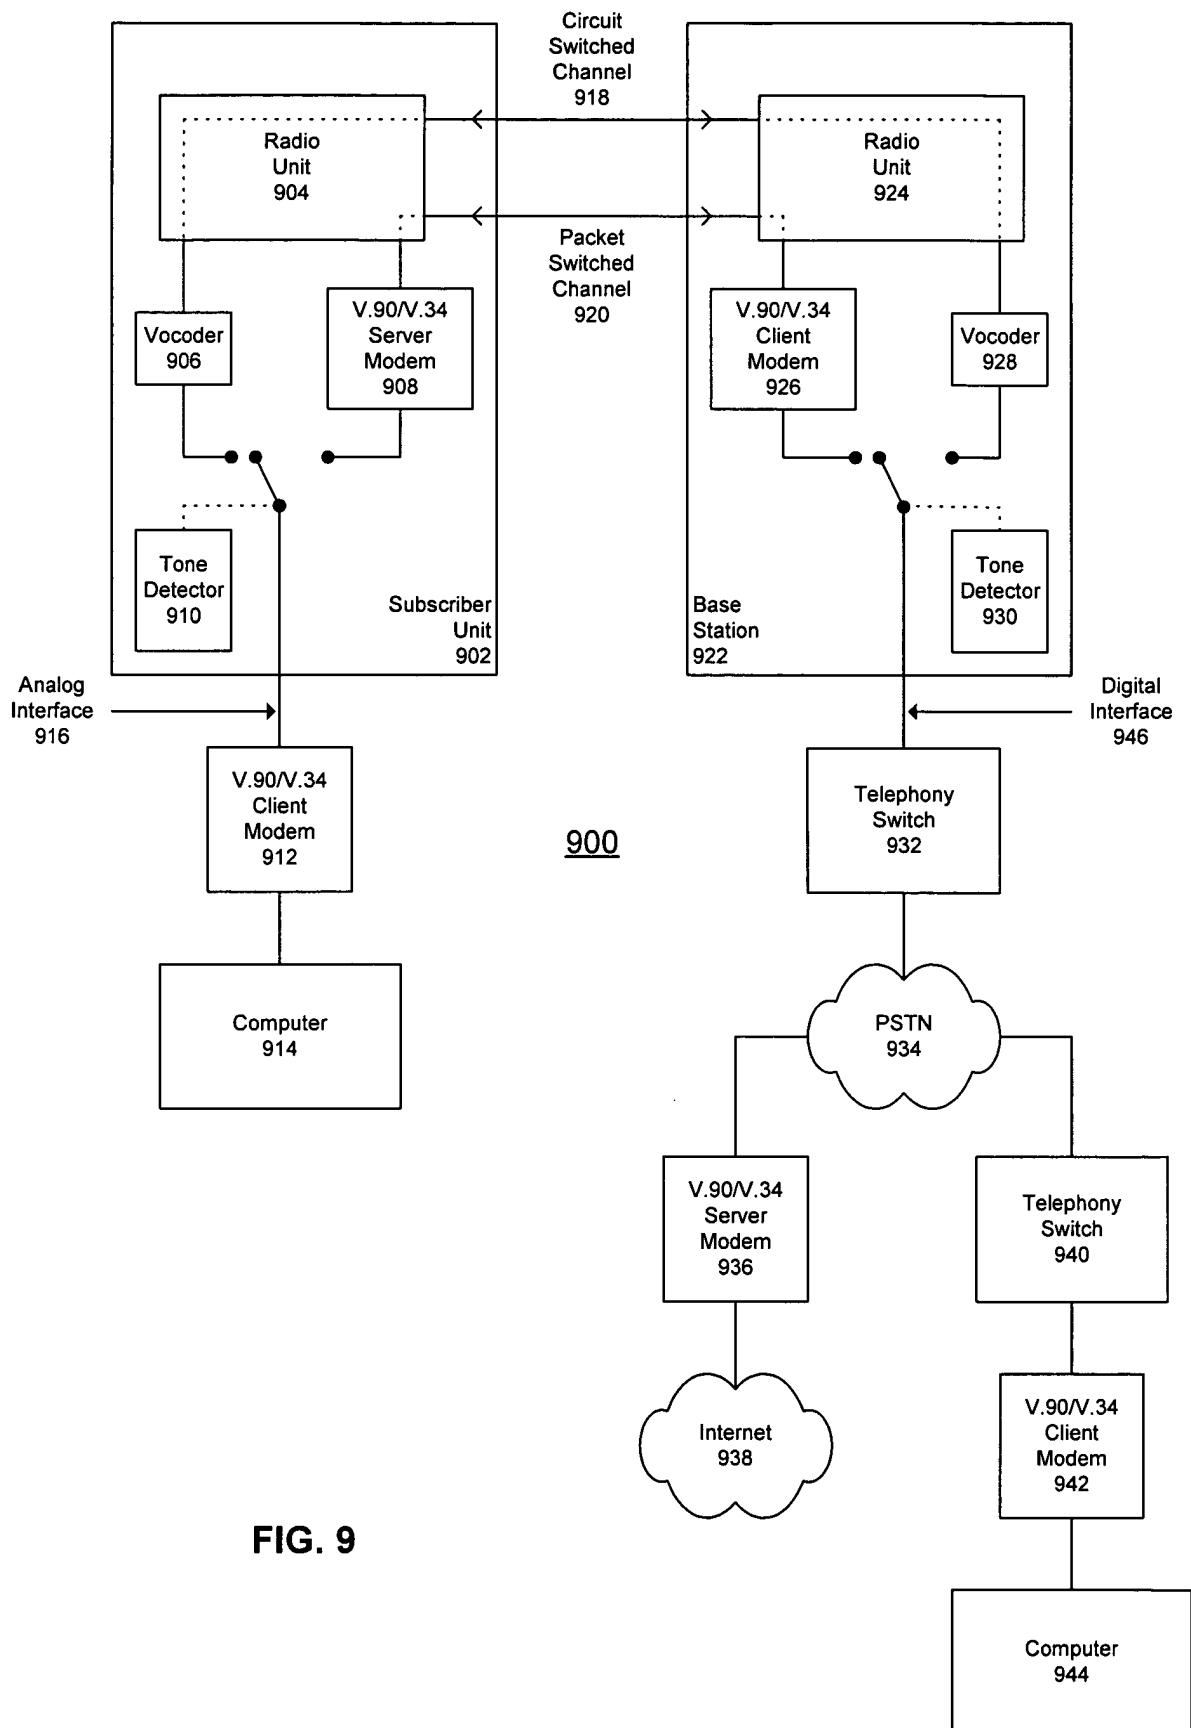 Circuit
Switched
Channel
918
Radio
Unit
904
Radio
Unit
924
Packet
Switched
Channel
920
Vocoder
906
V.90/V.34
Server
Modem
908
V.90/V.34
Client
Modem
926
Vocoder
928
Tone
Detector
910
Subscriber
Unit
902
Base
Station
922
Tone
Detector
930
Analog
Interface
916
Digital
Interface
946
V.90/V.34
Client
Modem
912
900
Telephony
Switch
932
Computer
914
PSTN
934
V.90/V.34
Server
Modem
936
Telephony
Switch
940
Internet
938
V.90/V.34
Client
Modem
942
FIG. 9
Computer
944